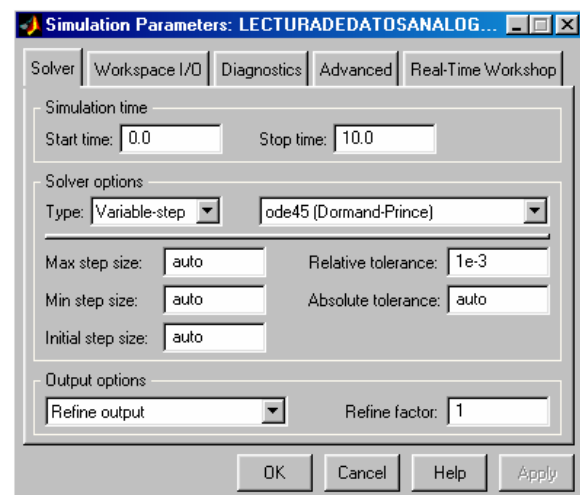 Simulation Parameters: LECTURADEDATOSANALOG...
Solver Workspace I/O Diagnostics Advanced Real-Time Workshop
Simulation time
Start time: 0.0 Stop time: 10.0
Solver options
Type: Variable-step ode45 (Dormand-Prince)
Max step size: auto Relative tolerance: 1e-3
Min step size: auto Absolute tolerance: auto
Initial step size: auto
Output options
Refine output Refine factor: 1
OK Cancel Help Apply